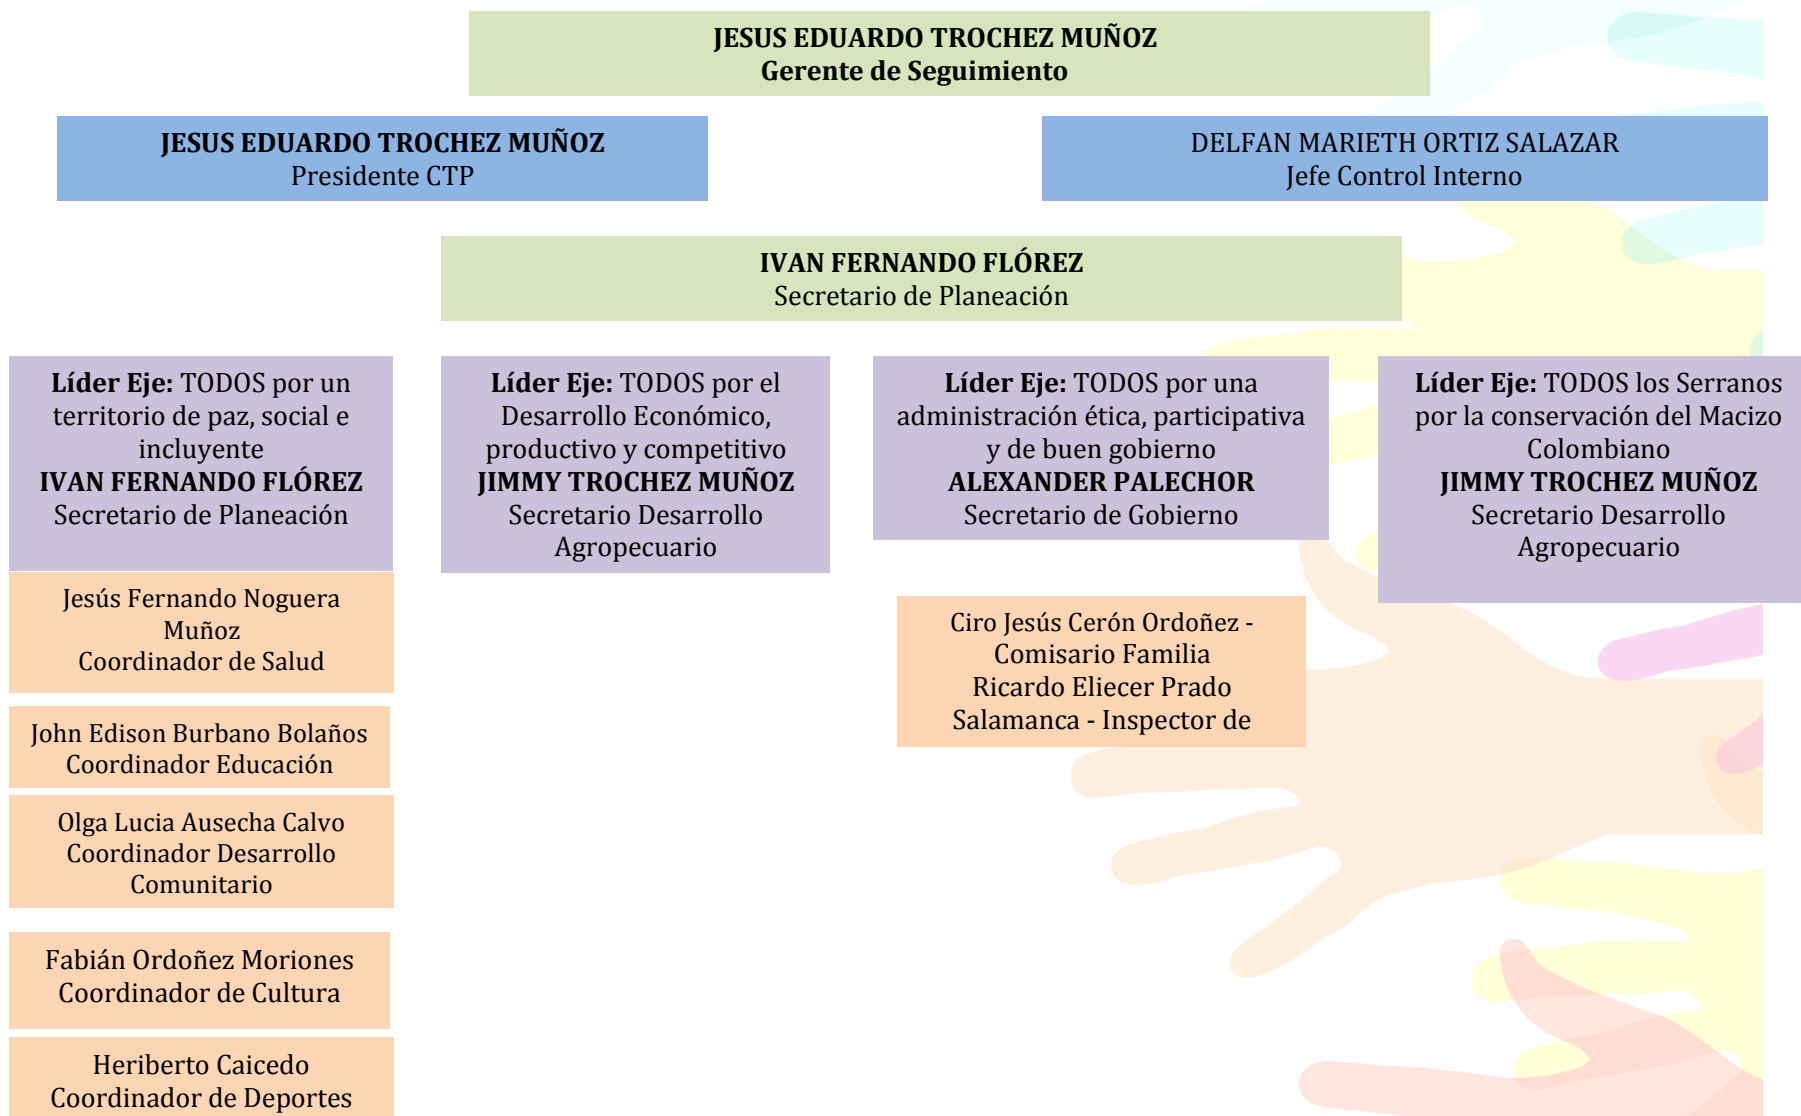 JESUS EDUARDO TROCHEZ MUÑOZ
Gerente de Seguimiento
JESUS EDUARDO TROCHEZ MUÑOZ
Presidente CTP
DELFAN MARIETH ORTIZ SALAZAR
Jefe Control Interno
IVAN FERNANDO FLÓREZ
Secretario de Planeación
Líder Eje: TODOS por un
territorio de paz, social e
incluyente
IVAN FERNANDO FLÓREZ
Secretario de Planeación
Líder Eje: TODOS por el
Desarrollo Económico,
productivo y competitivo
JIMMY TROCHEZ MUÑOZ
Secretario Desarrollo
Agropecuario
Líder Eje: TODOS por una
administración ética, participativa
y de buen gobierno
ALEXANDER PALECHOR
Secretario de Gobierno
Líder Eje: TODOS los Serranos
por la conservación del Macizo
Colombiano
JIMMY TROCHEZ MUÑOZ
Secretario Desarrollo
Agropecuario
Jesús Fernando Noguera
Muñoz
Coordinador de Salud
John Edison Burbano Bolaños
Coordinador Educación
Olga Lucia Ausecha Calvo
Coordinador Desarrollo
Comunitario
Fabián Ordoñez Moriones
Coordinador de Cultura
Heriberto Caicedo
Coordinador de Deportes
Ciro Jesús Cerón Ordoñez -
Comisario Familia
Ricardo Eliecer Prado
Salamanca - Inspector de